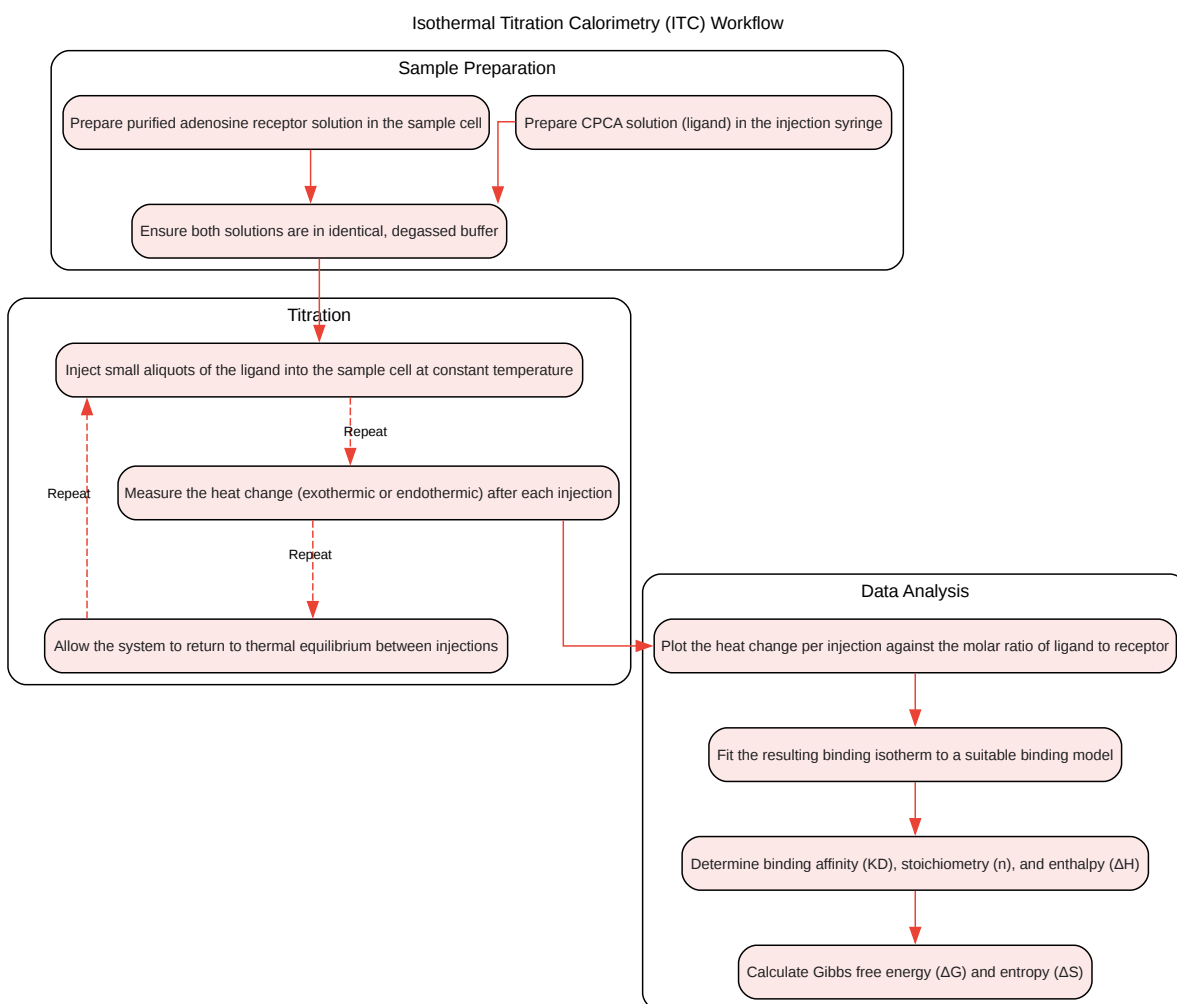 Isothermal Titration Calorimetry (ITC) Workflow
Sample Preparation
Prepare purified adenosine receptor solution in the sample cell
Prepare CPCA solution (ligand) in the injection syringe
Ensure both solutions are in identical, degassed buffer
Titration
Inject small aliquots of the ligand into the sample cell at constant temperature
Repeat
Measure the heat change (exothermic or endothermic) after each injection
Repeat
Repeat
Allow the system to return to thermal equilibrium between injections
Data Analysis
Plot the heat change per injection against the molar ratio of ligand to receptor
Fit the resulting binding isotherm to a suitable binding model
Determine binding affinity (KD), stoichiometry (n), and enthalpy (ΔH)
Calculate Gibbs free energy (ΔG) and entropy (ΔS)